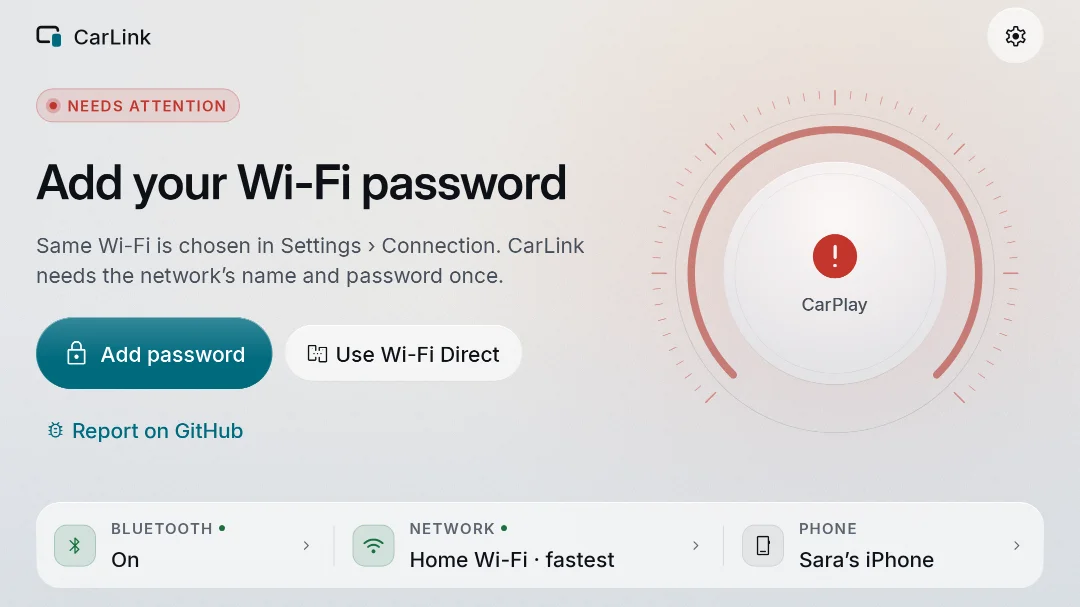 CarLink
NEEDS ATTENTION
Add your Wi-Fi password
Same Wi-Fi is chosen in Settings › Connection. CarLink
needs the network’s name and password once.
Add password
Use Wi-Fi Direct
Report on GitHub
CarPlay
BLUETOOTH
On
NETWORK
Home Wi-Fi · fastest
PHONE
Sara’s iPhone